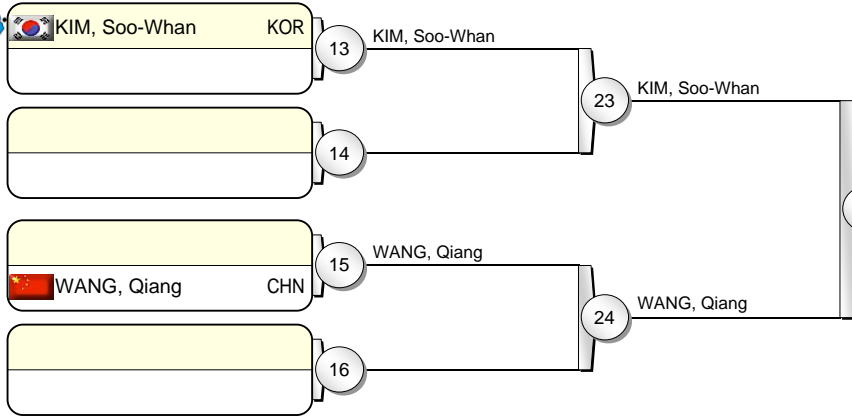 KIM, Soo-Whan KOR
13
KIM, Soo-Whan
23
KIM, Soo-Whan
14
15
WANG, Qiang
WANG, Qiang CHN
24
WANG, Qiang
16